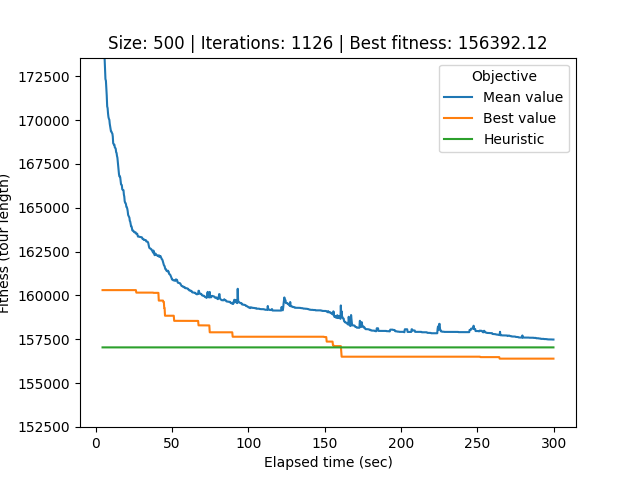 Size: 500 | Iterations: 1126 | Best fitness: 156392.12
Objective
Mean value
Best value
Heuristic
172500
170000
167500
165000
162500
160000
157500
155000
152500
Fitness (tour length)
0 50 100 150 200 250 300
Elapsed time (sec)